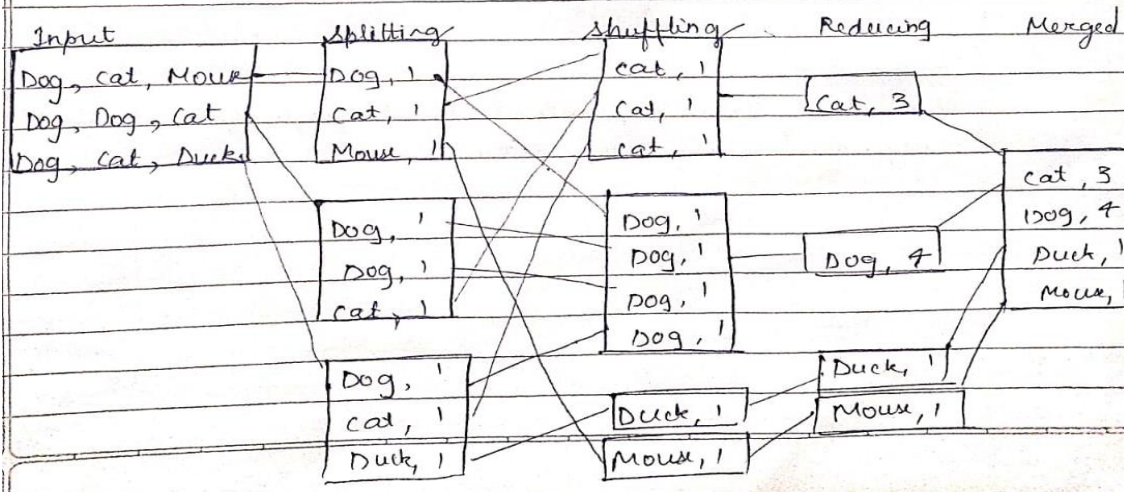 Input
Dog, Cat, Mouse
Dog, Dog, Cat
Dog, Cat, Duck
Splitting
Dog, 1
Cat, 1
Mouse, 1
Dog, 1
Dog, 1
Cat, 1
Dog, 1
Cat, 1
Duck, 1
Shuffling
Cat, 1
Cat, 1
Cat, 1
Dog, 1
Dog, 1
Dog, 1
Dog, 1
Duck, 1
Mouse, 1
Reducing
Cat, 3
Dog, 4
Duck, 1
Mouse, 1
Merged
Cat, 3
Dog, 4
Duck, 1
Mouse, 1